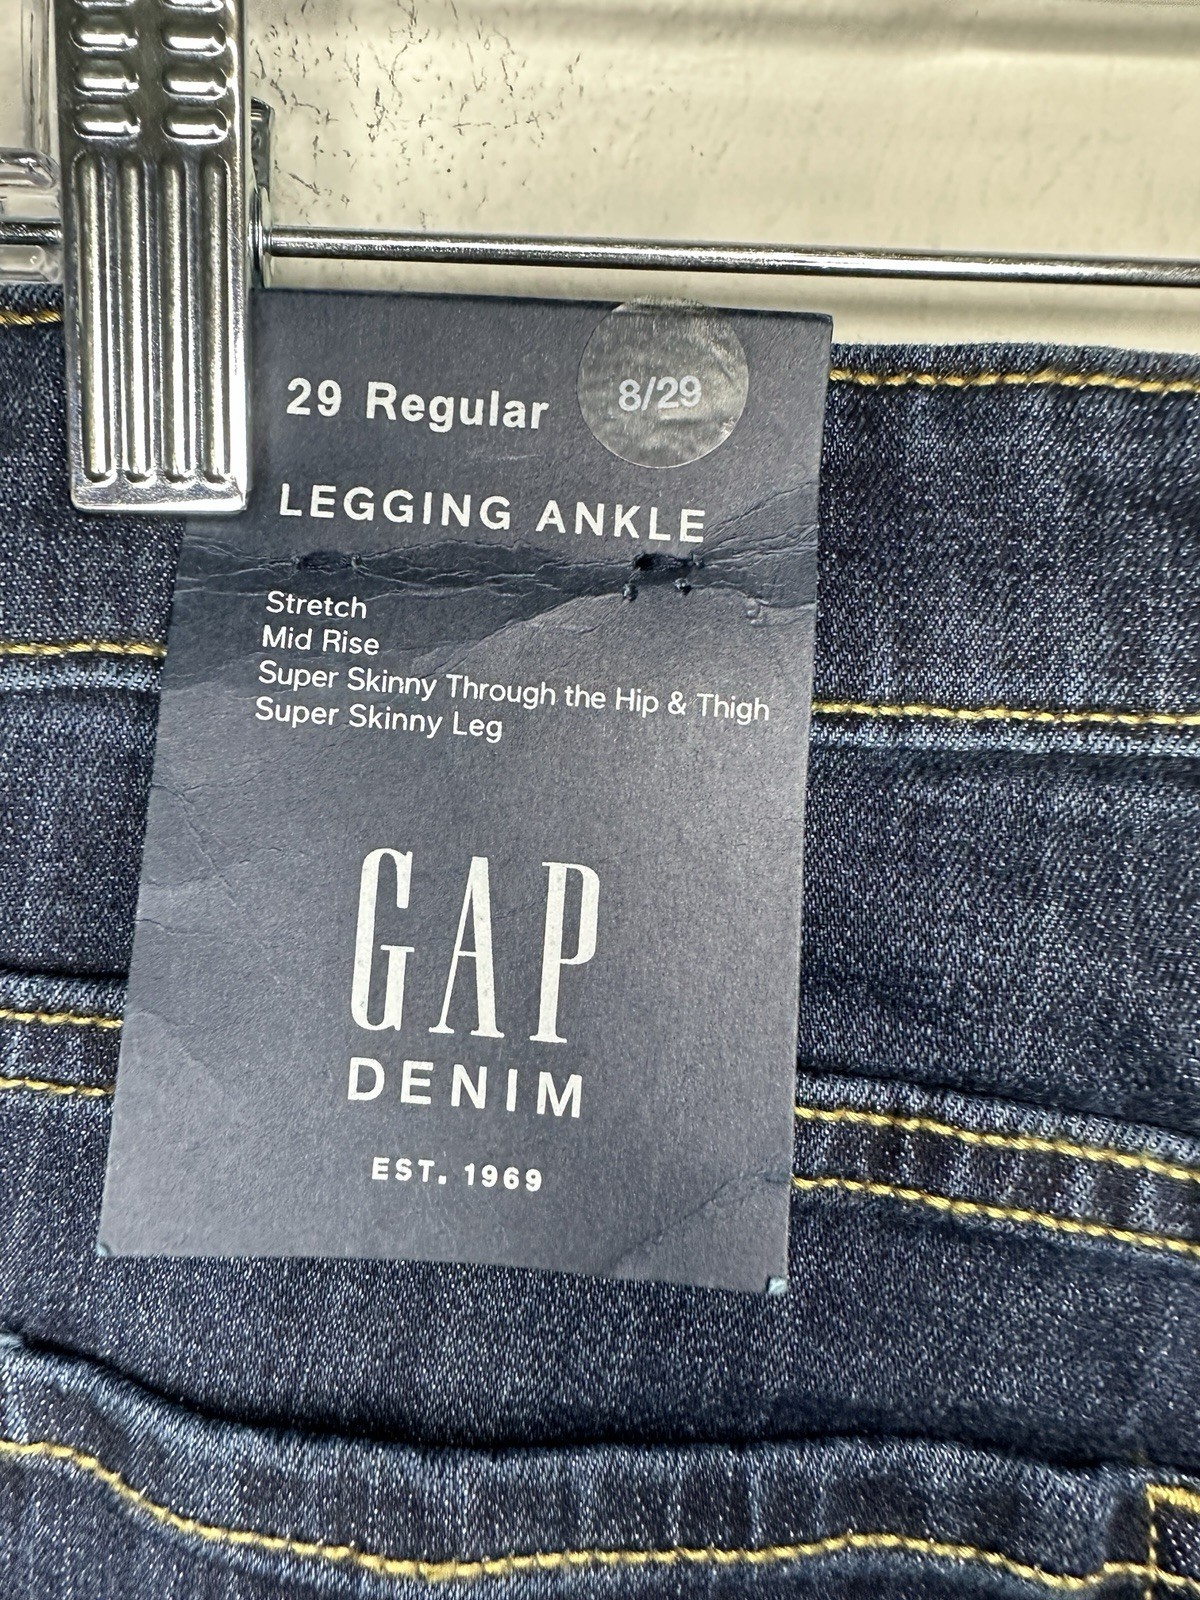 29 Regular
8/29
LEGGING ANKLE
Stretch
Mid Rise
Super Skinny Through the Hip & Thigh
Super Skinny Leg
GAP
DENIM
EST. 1969